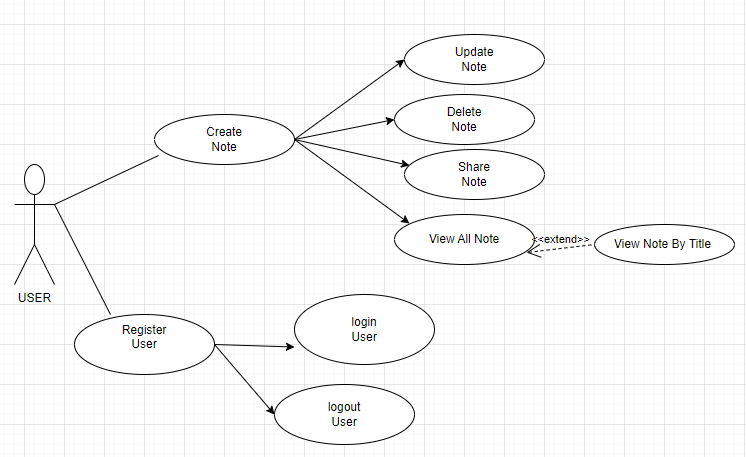 Update
Note
Create
Note
Delete
Note
Share
Note
View All Note
<<extend>>
View Note By Title
USER
Register
User
login
User
logout
User